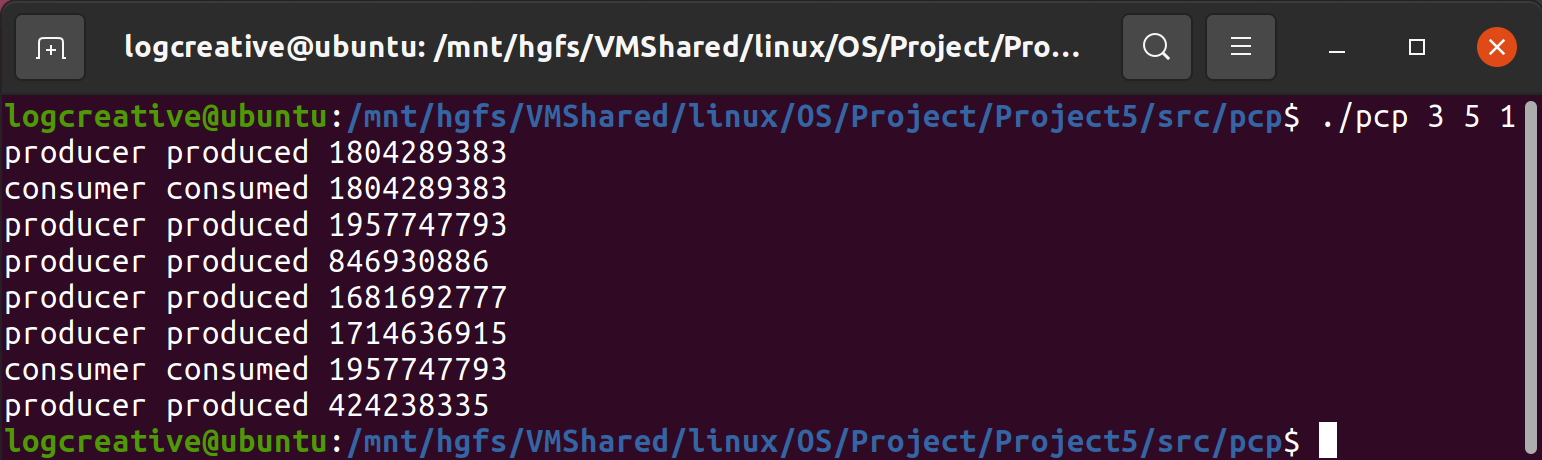 logcreative@ubuntu: /mnt/hgfs/VMShared/linux/OS/Project/Pro...
logcreative@ubuntu:/mnt/hgfs/VMShared/linux/OS/Project/Project5/src/pcp$ ./pcp 3 5 1
producer produced 1804289383
consumer consumed 1804289383
producer produced 1957747793
producer produced 846930886
producer produced 1681692777
producer produced 1714636915
consumer consumed 1957747793
producer produced 424238335
logcreative@ubuntu:/mnt/hgfs/VMShared/linux/OS/Project/Project5/src/pcp$